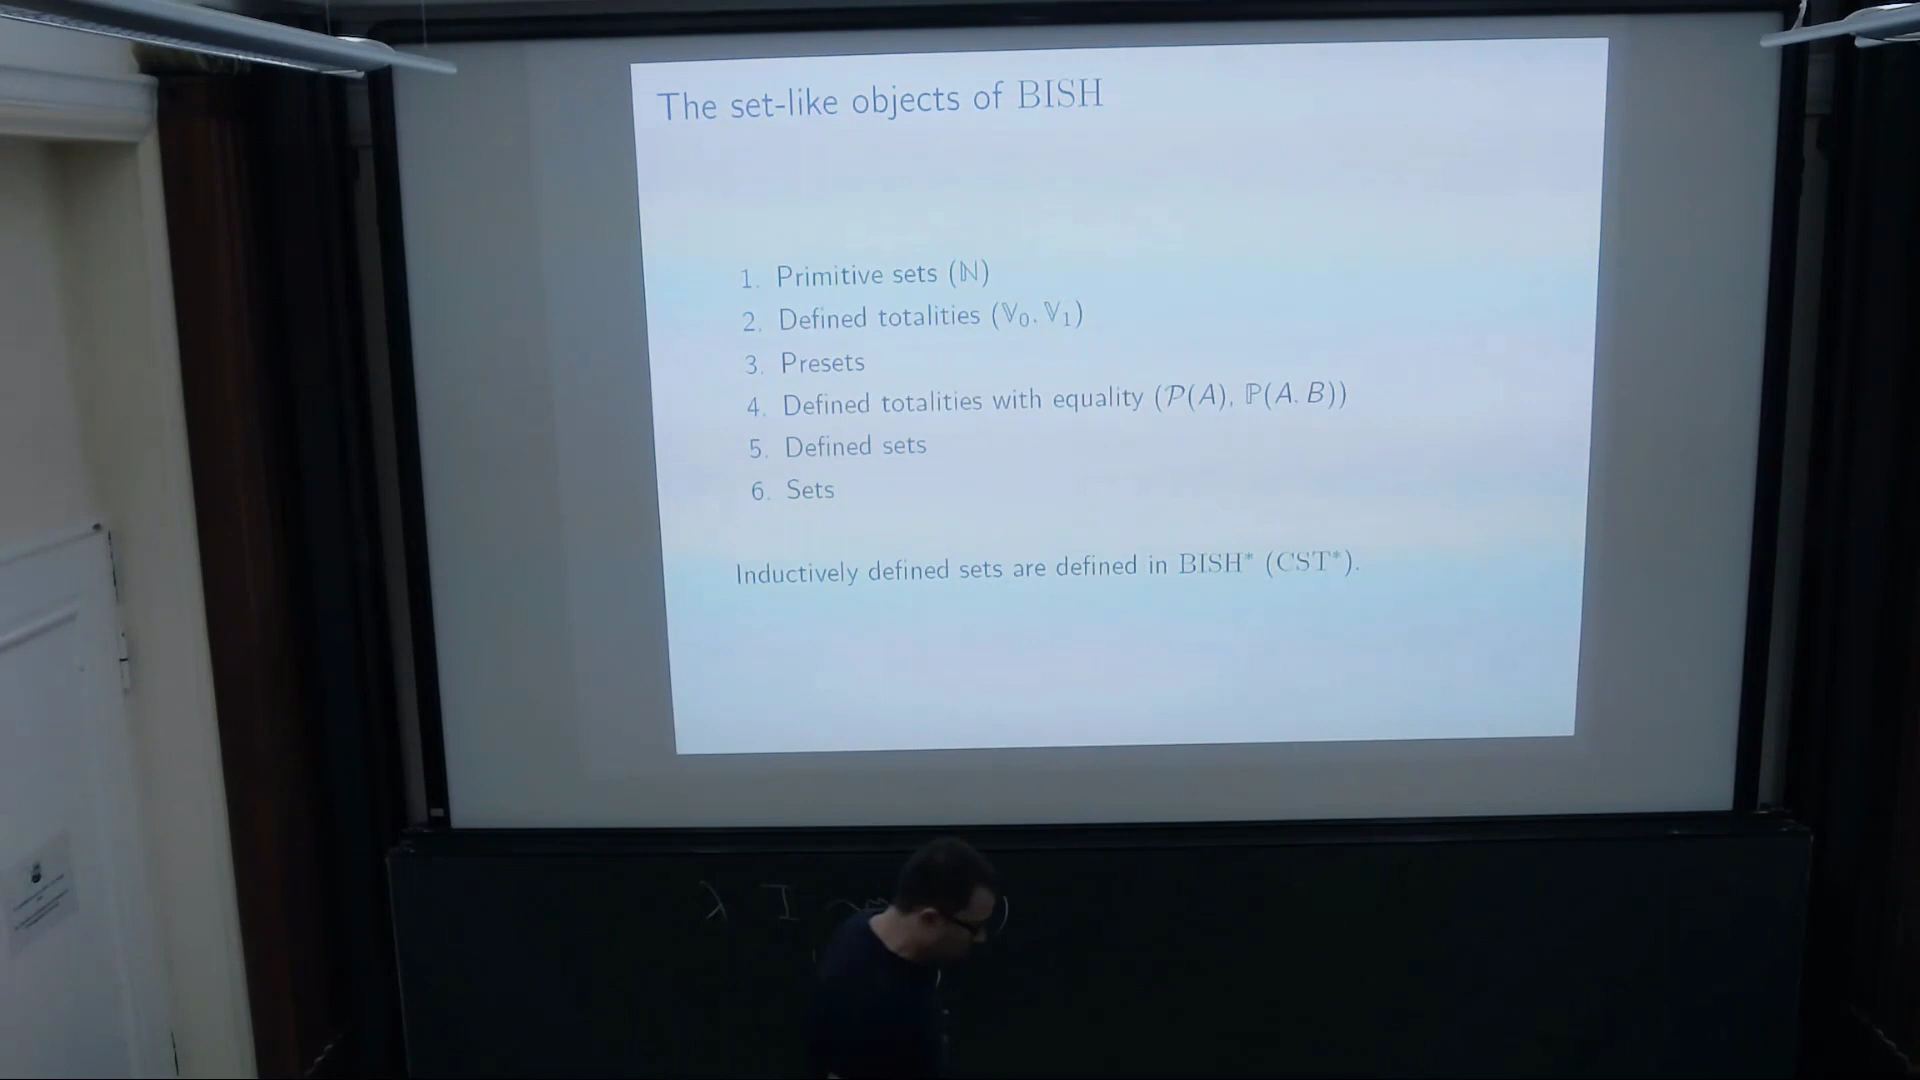 The set-like objects of BISH
1. Primitive sets (ℕ)
2. Defined totalities (𝕍₀, 𝕍₁)
3. Presets
4. Defined totalities with equality (𝒫(A), ℙ(A, B))
5. Defined sets
6. Sets
Inductively defined sets are defined in BISH* (CST*).
λ I